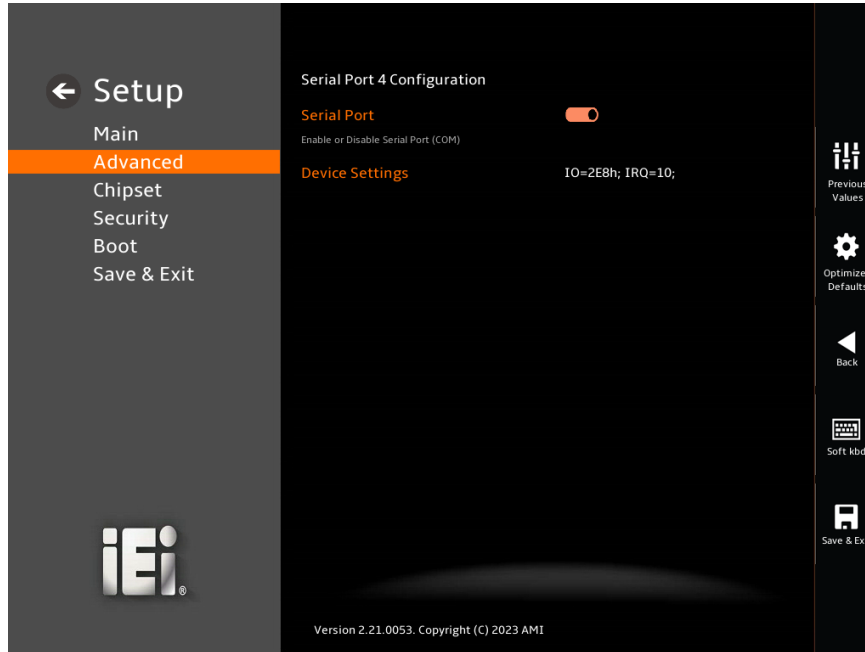 Setup
Main
Advanced
Chipset
Security
Boot
Save & Exit
iEi®
Serial Port 4 Configuration
Serial Port
Enable or Disable Serial Port (COM)
Device Settings
IO=2E8h; IRQ=10;
Version 2.21.0053. Copyright (C) 2023 AMI
Previous
Values
Optimize
Defaults
Back
Soft kbd
Save & Ex